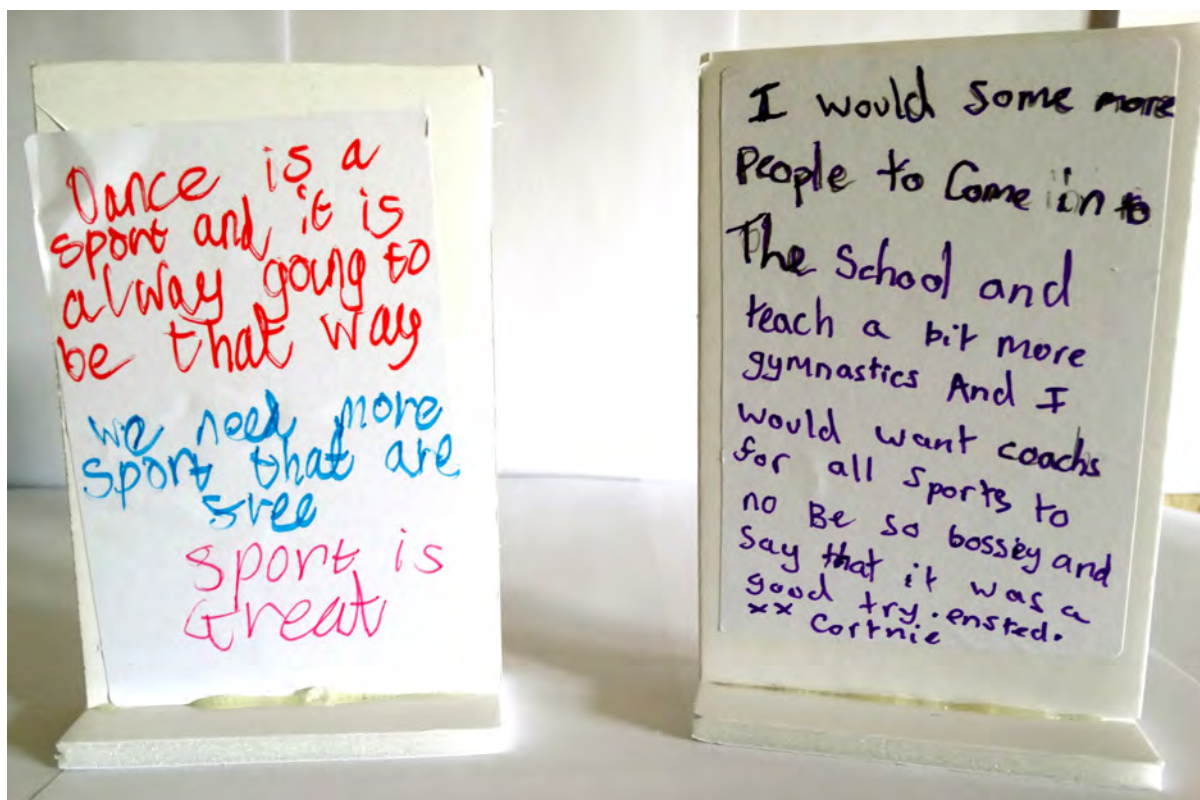 Dance is a
sport and it is
alway going to
be that way
we need more
sport that are
free
sport is
Great
I would some more
People to Come in to
The School and
teach a bit more
gymnastics And I
would want coachs
for all sports to
no Be so bossey and
say that it was a
good try. ensted.
xx Cortnie